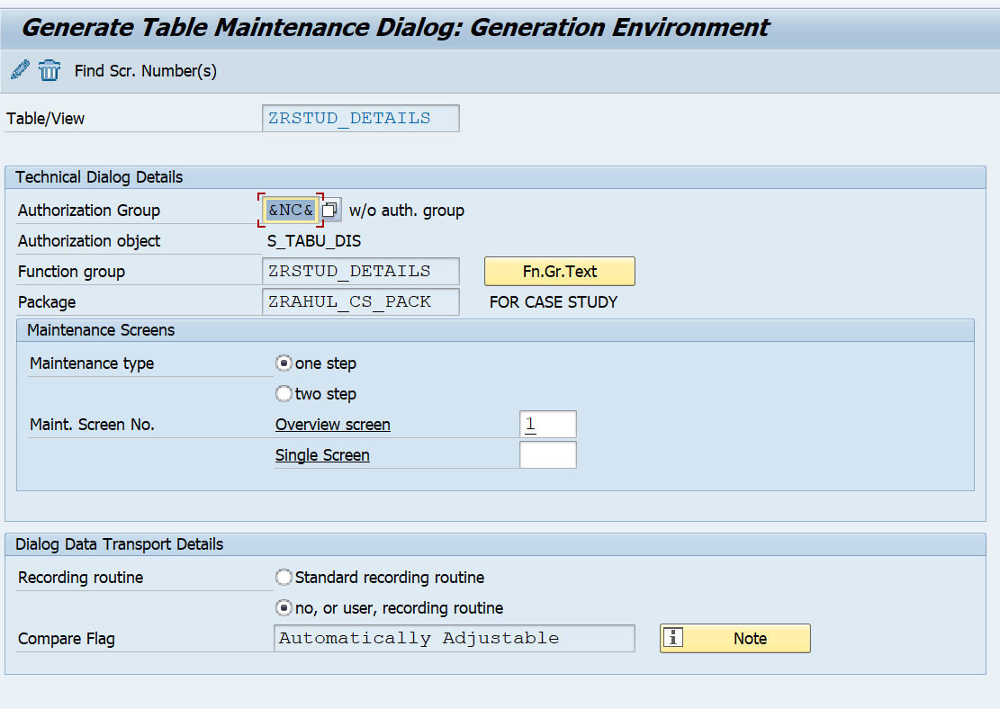 Generate Table Maintenance Dialog: Generation Environment
Find Scr. Number(s)
Table/View ZRSTUD_DETAILS
Technical Dialog Details
Authorization Group &NC& w/o auth. group
Authorization object S_TABU_DIS
Function group ZRSTUD_DETAILS Fn.Gr.Text
Package ZRAHUL_CS_PACK FOR CASE STUDY
Maintenance Screens
Maintenance type one step
two step
Maint. Screen No. Overview screen 1
Single Screen
Dialog Data Transport Details
Recording routine Standard recording routine
no, or user, recording routine
Compare Flag Automatically Adjustable Note